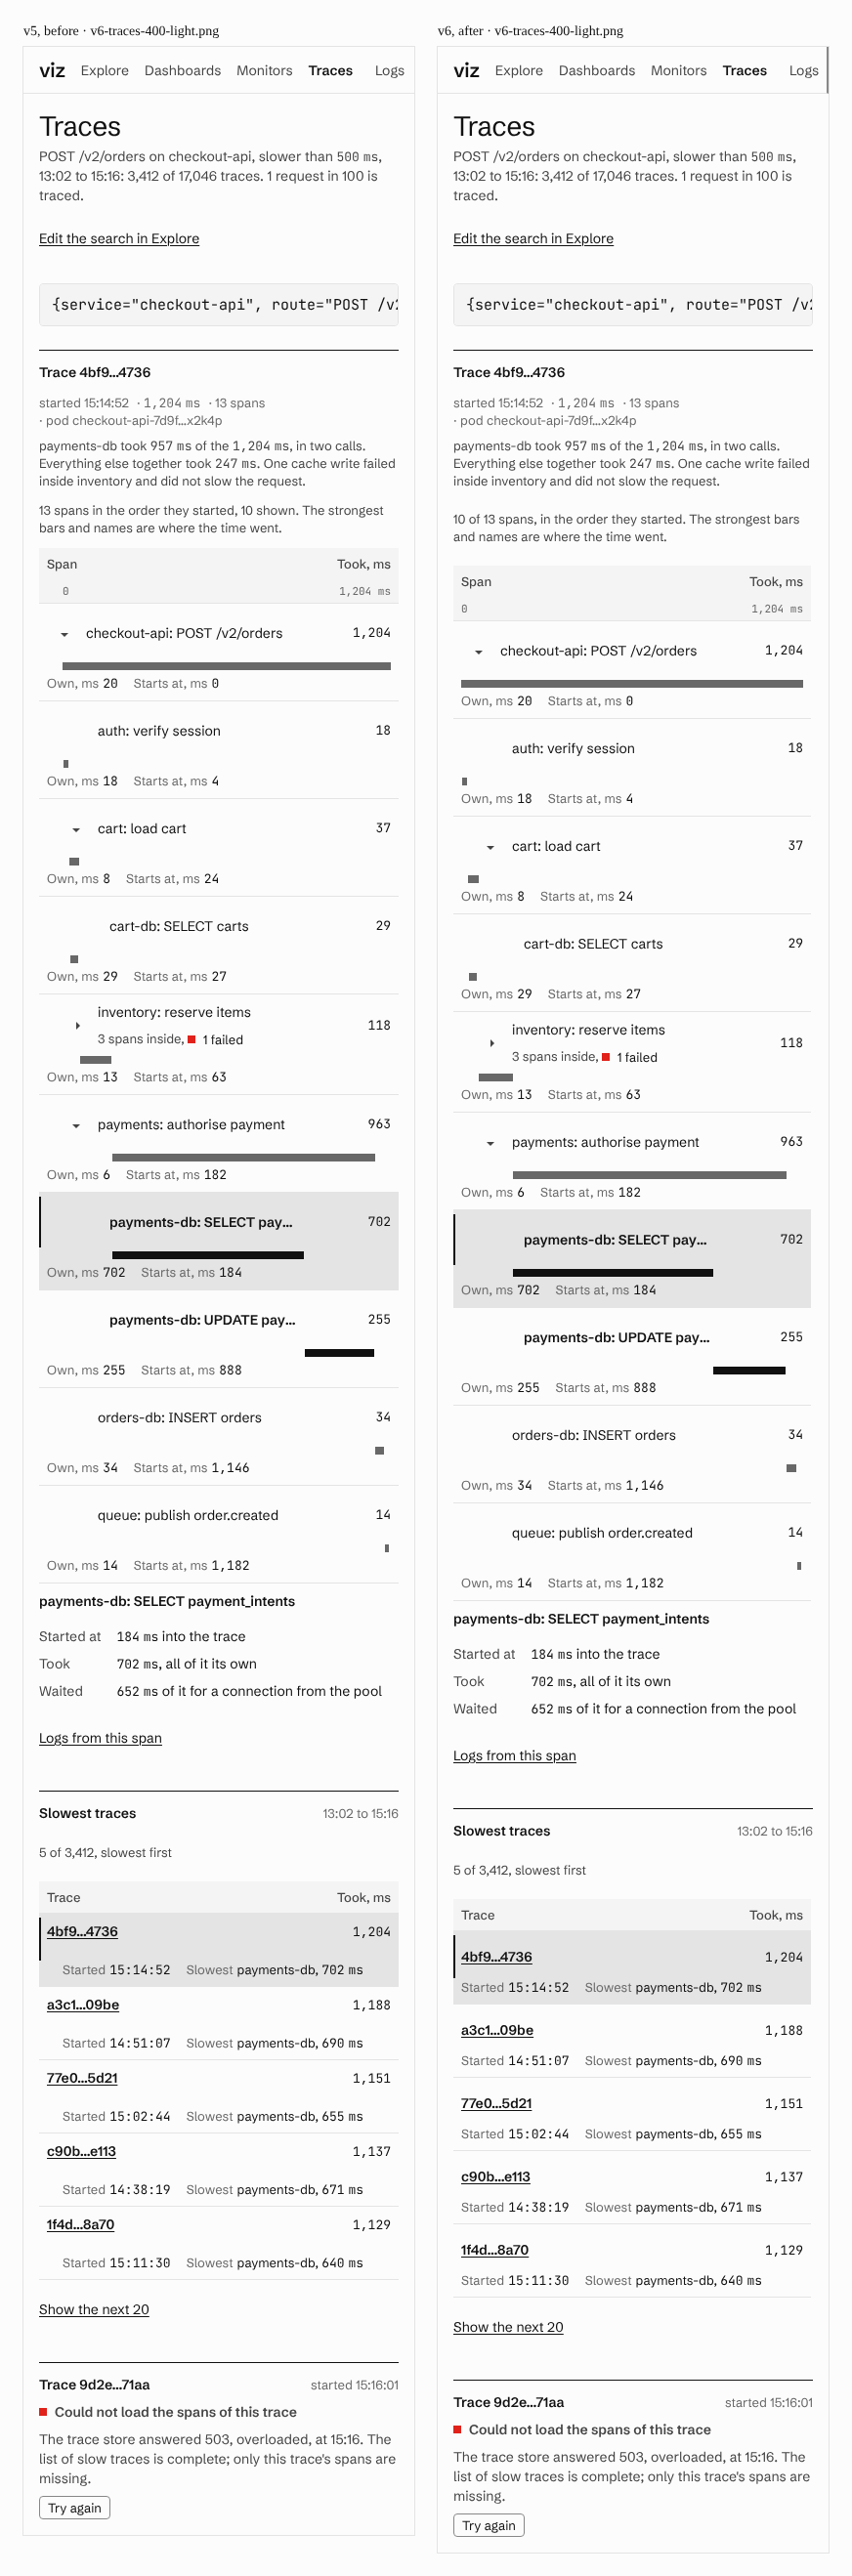 v5, before · v6-traces-400-light.png
viz Explore Dashboards Monitors Traces Logs
Traces
POST /v2/orders on checkout-api, slower than 500 ms,
13:02 to 15:16: 3,412 of 17,046 traces. 1 request in 100 is
traced.
Edit the search in Explore
{service="checkout-api", route="POST /v2
Trace 4bf9…4736
started 15:14:52 · 1,204 ms · 13 spans
· pod checkout-api-7d9f…x2k4p
payments-db took 957 ms of the 1,204 ms, in two calls.
Everything else together took 247 ms. One cache write failed
inside inventory and did not slow the request.
13 spans in the order they started, 10 shown. The strongest
bars and names are where the time went.
Span Took, ms
0 1,204 ms
checkout-api: POST /v2/orders 1,204
Own, ms 20 Starts at, ms 0
auth: verify session 18
Own, ms 18 Starts at, ms 4
cart: load cart 37
Own, ms 8 Starts at, ms 24
cart-db: SELECT carts 29
Own, ms 29 Starts at, ms 27
inventory: reserve items 118
3 spans inside, 1 failed
Own, ms 13 Starts at, ms 63
payments: authorise payment 963
Own, ms 6 Starts at, ms 182
payments-db: SELECT pay… 702
Own, ms 702 Starts at, ms 184
payments-db: UPDATE pay… 255
Own, ms 255 Starts at, ms 888
orders-db: INSERT orders 34
Own, ms 34 Starts at, ms 1,146
queue: publish order.created 14
Own, ms 14 Starts at, ms 1,182
payments-db: SELECT payment_intents
Started at 184 ms into the trace
Took 702 ms, all of it its own
Waited 652 ms of it for a connection from the pool
Logs from this span
Slowest traces 13:02 to 15:16
5 of 3,412, slowest first
Trace Took, ms
4bf9…4736 1,204
Started 15:14:52 Slowest payments-db, 702 ms
a3c1…09be 1,188
Started 14:51:07 Slowest payments-db, 690 ms
77e0…5d21 1,151
Started 15:02:44 Slowest payments-db, 655 ms
c90b…e113 1,137
Started 14:38:19 Slowest payments-db, 671 ms
1f4d…8a70 1,129
Started 15:11:30 Slowest payments-db, 640 ms
Show the next 20
Trace 9d2e…71aa started 15:16:01
Could not load the spans of this trace
The trace store answered 503, overloaded, at 15:16. The
list of slow traces is complete; only this trace's spans are
missing.
Try again
v6, after · v6-traces-400-light.png
viz Explore Dashboards Monitors Traces Logs
Traces
POST /v2/orders on checkout-api, slower than 500 ms,
13:02 to 15:16: 3,412 of 17,046 traces. 1 request in 100 is
traced.
Edit the search in Explore
{service="checkout-api", route="POST /v2
Trace 4bf9…4736
started 15:14:52 · 1,204 ms · 13 spans
· pod checkout-api-7d9f…x2k4p
payments-db took 957 ms of the 1,204 ms, in two calls.
Everything else together took 247 ms. One cache write failed
inside inventory and did not slow the request.
10 of 13 spans, in the order they started. The strongest bars
and names are where the time went.
Span Took, ms
0 1,204 ms
checkout-api: POST /v2/orders 1,204
Own, ms 20 Starts at, ms 0
auth: verify session 18
Own, ms 18 Starts at, ms 4
cart: load cart 37
Own, ms 8 Starts at, ms 24
cart-db: SELECT carts 29
Own, ms 29 Starts at, ms 27
inventory: reserve items 118
3 spans inside, 1 failed
Own, ms 13 Starts at, ms 63
payments: authorise payment 963
Own, ms 6 Starts at, ms 182
payments-db: SELECT pay… 702
Own, ms 702 Starts at, ms 184
payments-db: UPDATE pay… 255
Own, ms 255 Starts at, ms 888
orders-db: INSERT orders 34
Own, ms 34 Starts at, ms 1,146
queue: publish order.created 14
Own, ms 14 Starts at, ms 1,182
payments-db: SELECT payment_intents
Started at 184 ms into the trace
Took 702 ms, all of it its own
Waited 652 ms of it for a connection from the pool
Logs from this span
Slowest traces 13:02 to 15:16
5 of 3,412, slowest first
Trace Took, ms
4bf9…4736 1,204
Started 15:14:52 Slowest payments-db, 702 ms
a3c1…09be 1,188
Started 14:51:07 Slowest payments-db, 690 ms
77e0…5d21 1,151
Started 15:02:44 Slowest payments-db, 655 ms
c90b…e113 1,137
Started 14:38:19 Slowest payments-db, 671 ms
1f4d…8a70 1,129
Started 15:11:30 Slowest payments-db, 640 ms
Show the next 20
Trace 9d2e…71aa started 15:16:01
Could not load the spans of this trace
The trace store answered 503, overloaded, at 15:16. The
list of slow traces is complete; only this trace's spans are
missing.
Try again